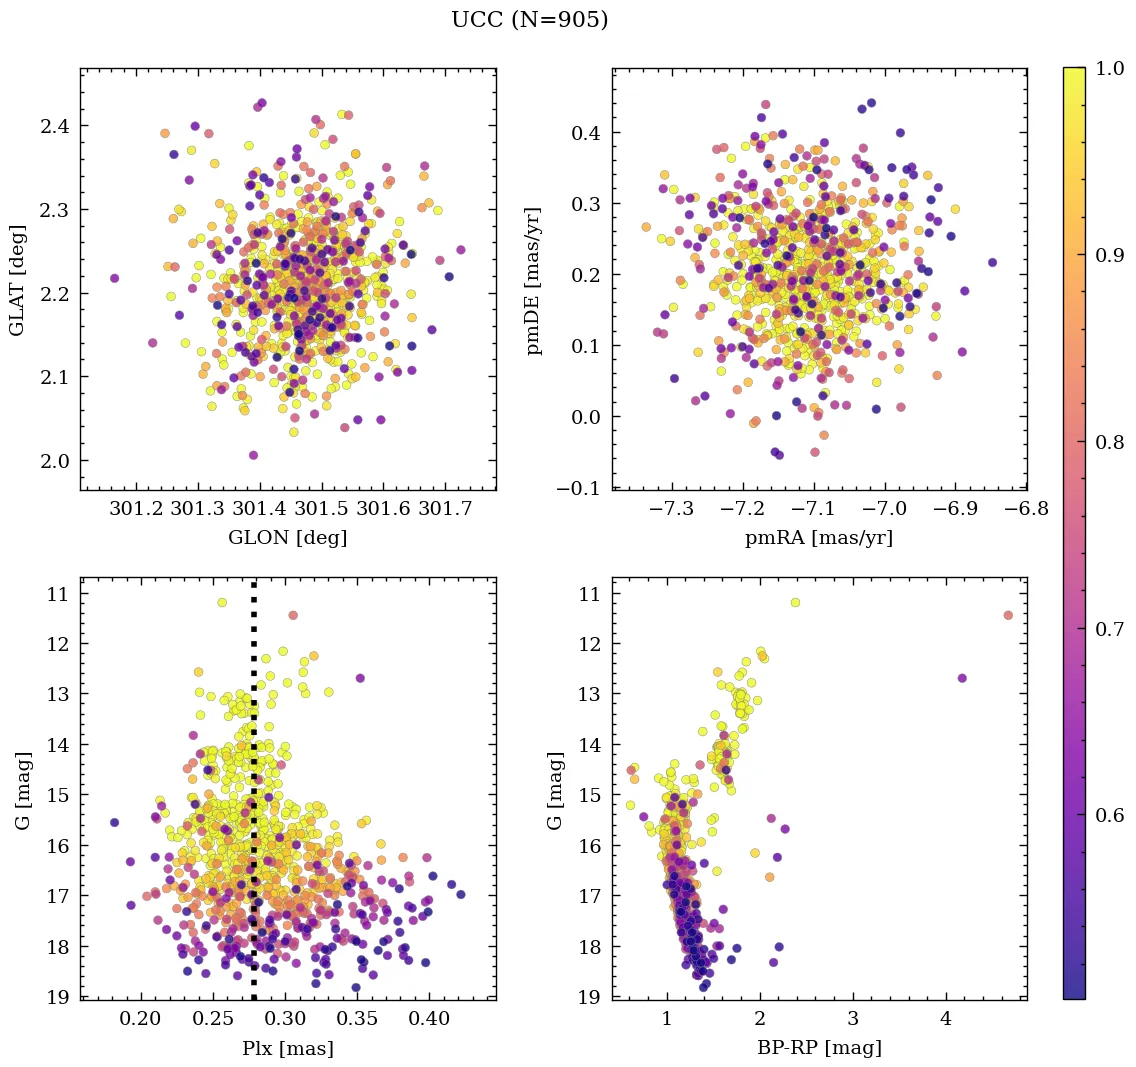 UCC (N=905)
2.4
2.3
2.2
2.1
2.0
GLAT [deg]
301.2 301.3 301.4 301.5 301.6 301.7
GLON [deg]
0.4
0.3
0.2
0.1
0.0
−0.1
pmDE [mas/yr]
−7.3 −7.2 −7.1 −7.0 −6.9 −6.8
pmRA [mas/yr]
1.0
0.9
0.8
0.7
0.6
11
12
13
14
15
16
17
18
19
G [mag]
0.20 0.25 0.30 0.35 0.40
Plx [mas]
11
12
13
14
15
16
17
18
19
G [mag]
1 2 3 4
BP-RP [mag]